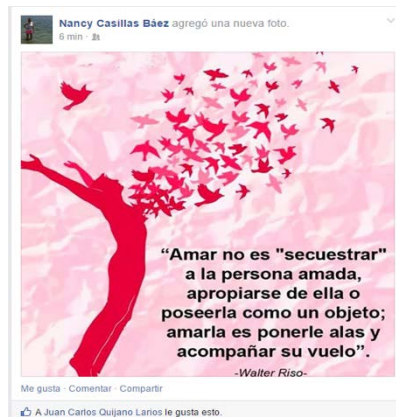 Nancy Casillas Báez agregó una nueva foto.
6 min ·
“Amar no es "secuestrar"
a la persona amada,
apropiarse de ella o
poseerla como un objeto;
amarla es ponerle alas y
acompañar su vuelo”.
-Walter Riso-
Me gusta · Comentar · Compartir
A Juan Carlos Quijano Larios le gusta esto.